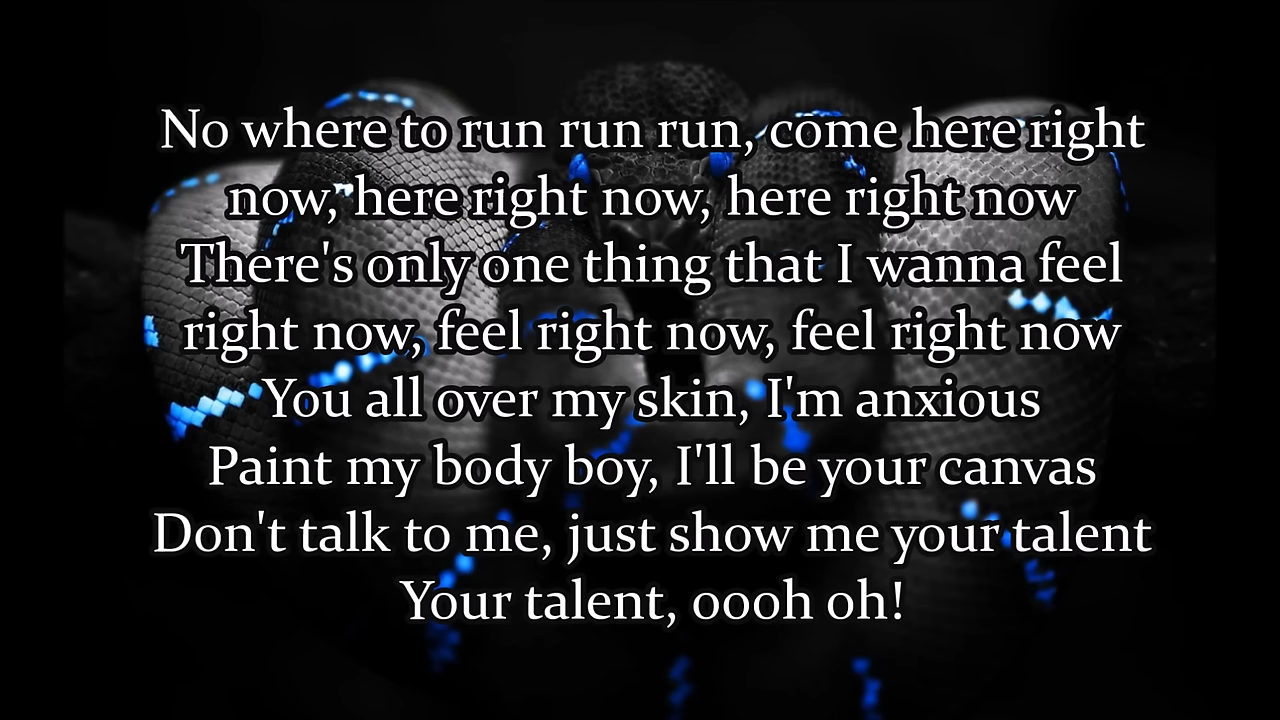 No where to run run run, come here right
now, here right now, here right now
There's only one thing that I wanna feel
right now, feel right now, feel right now
You all over my skin, I'm anxious
Paint my body boy, I'll be your canvas
Don't talk to me, just show me your talent
Your talent, oooh oh!